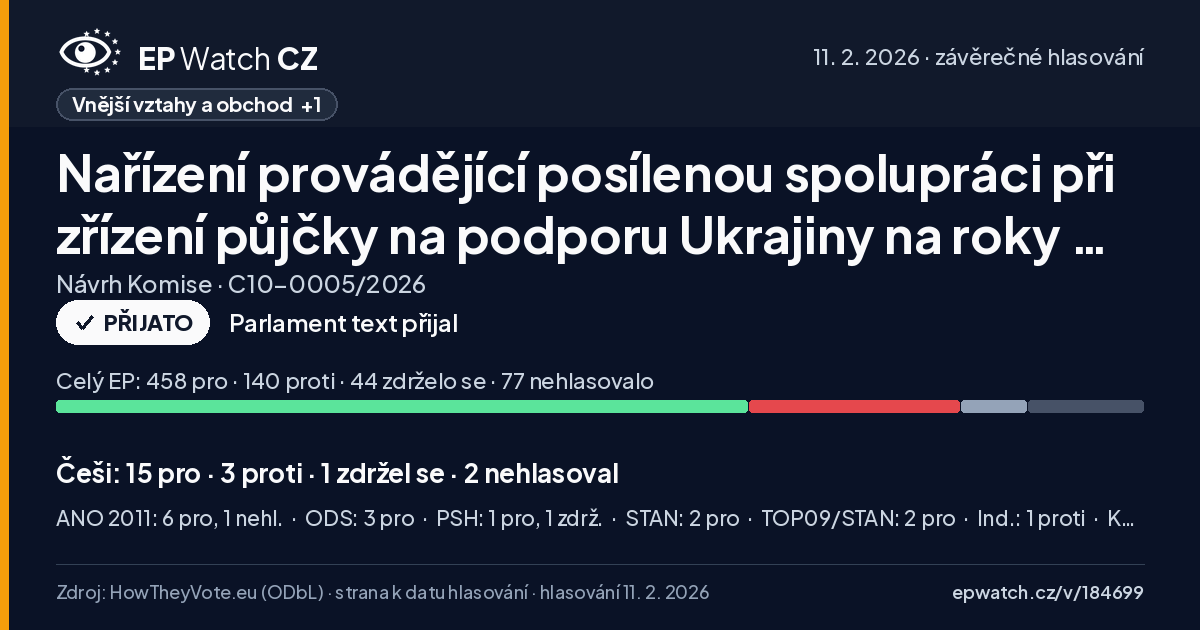 EP Watch CZ
11. 2. 2026 · závěrečné hlasování
Vnější vztahy a obchod +1
Nařízení provádějící posílenou spolupráci při
zřízení půjčky na podporu Ukrajiny na roky ...
Návrh Komise · C10-0005/2026
✓ PŘIJATO Parlament text přijal
Celý EP: 458 pro · 140 proti · 44 zdrželo se · 77 nehlasovalo
Češi: 15 pro · 3 proti · 1 zdržel se · 2 nehlasoval
ANO 2011: 6 pro, 1 nehl. · ODS: 3 pro · PSH: 1 pro, 1 zdrž. · STAN: 2 pro · TOP09/STAN: 2 pro · Ind.: 1 proti · K...
Zdroj: HowTheyVote.eu (ODbL) · strana k datu hlasování · hlasování 11. 2. 2026
epwatch.cz/v/184699